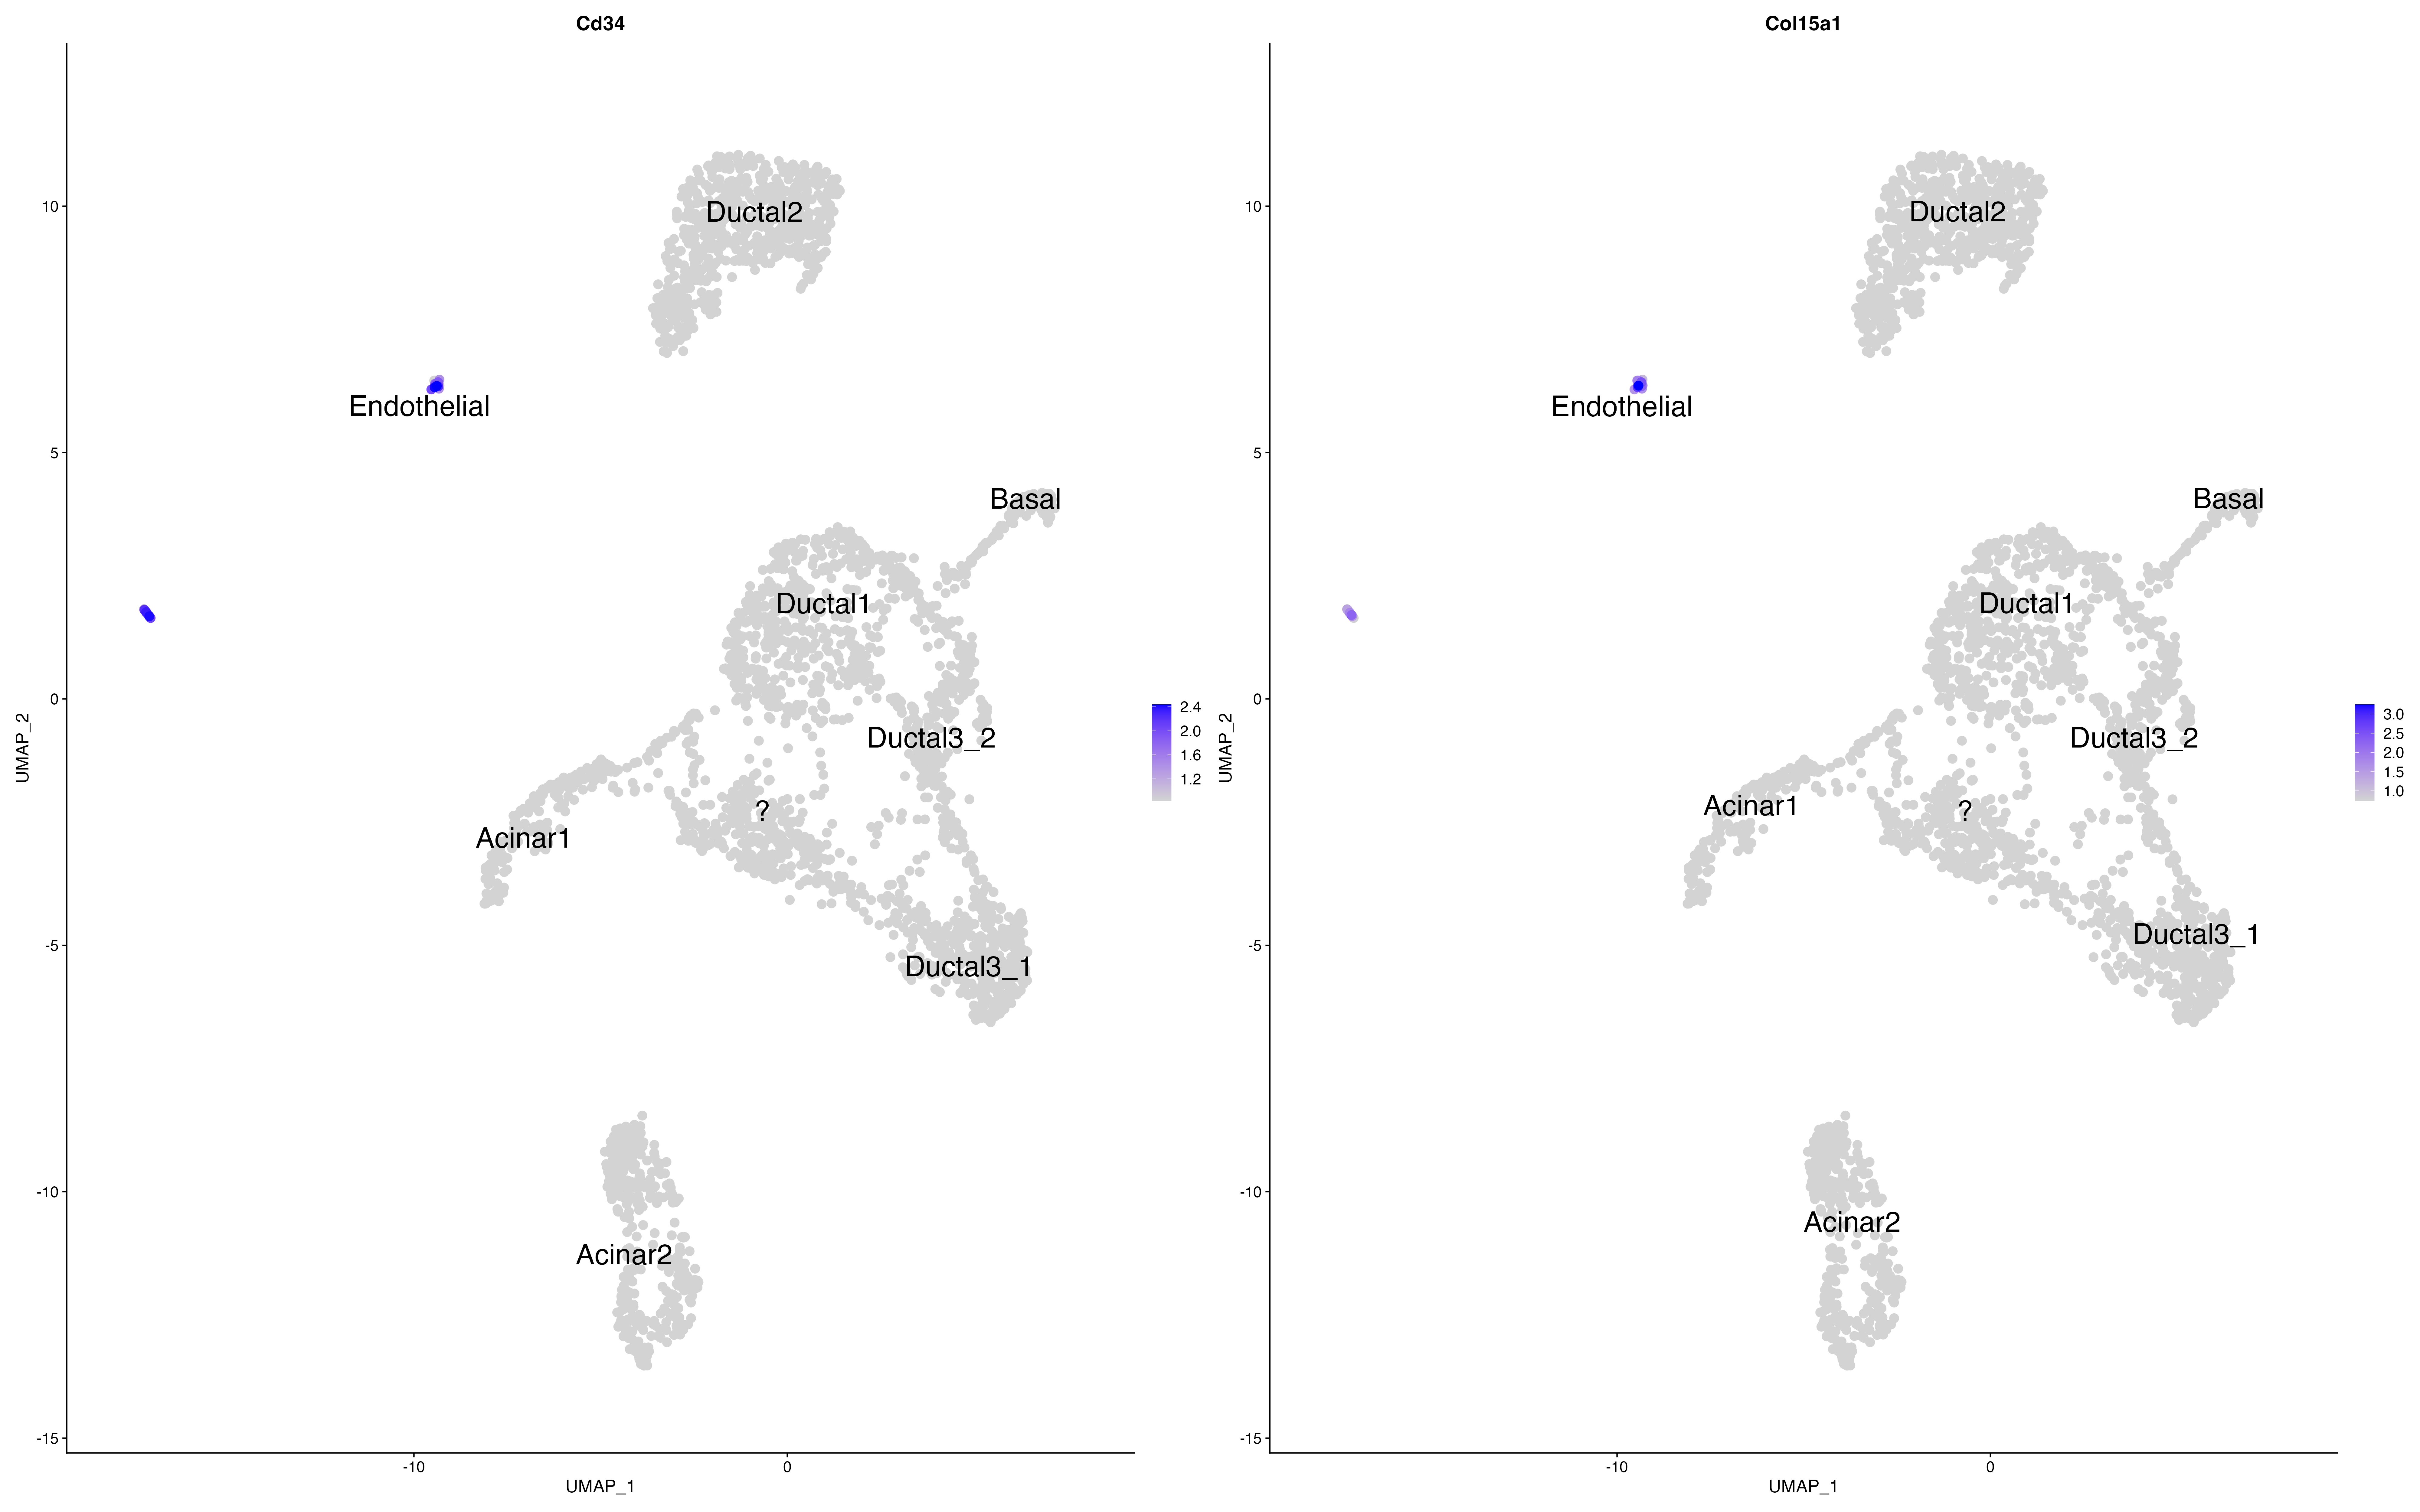 Cd34
Ductal2
10
Endothelial
5
Basal
Ductal1
0
Ductal3_2
2.4
2.0
1.6
1.2
UMAP_2
?
Acinar1
-5
Ductal3_1
-10
Acinar2
-15
-10
0
UMAP_1
Col15a1
Ductal2
10
Endothelial
5
Basal
Ductal1
0
Ductal3_2
3.0
2.5
2.0
1.5
1.0
UMAP_2
Acinar1
?
-5
Ductal3_1
-10
Acinar2
-15
-10
0
UMAP_1